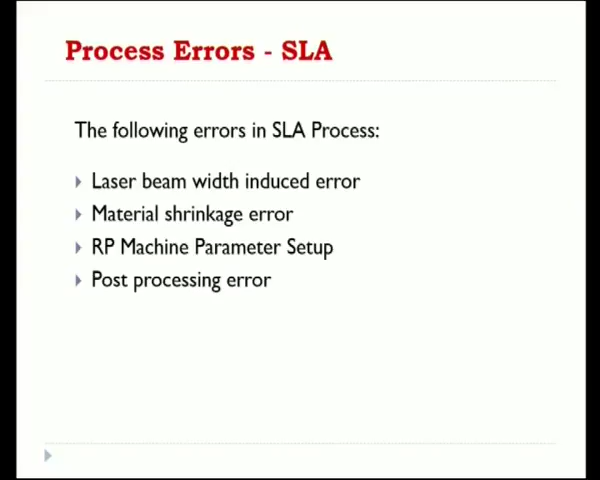 Process Errors - SLA
The following errors in SLA Process:
Laser beam width induced error
Material shrinkage error
RP Machine Parameter Setup
Post processing error